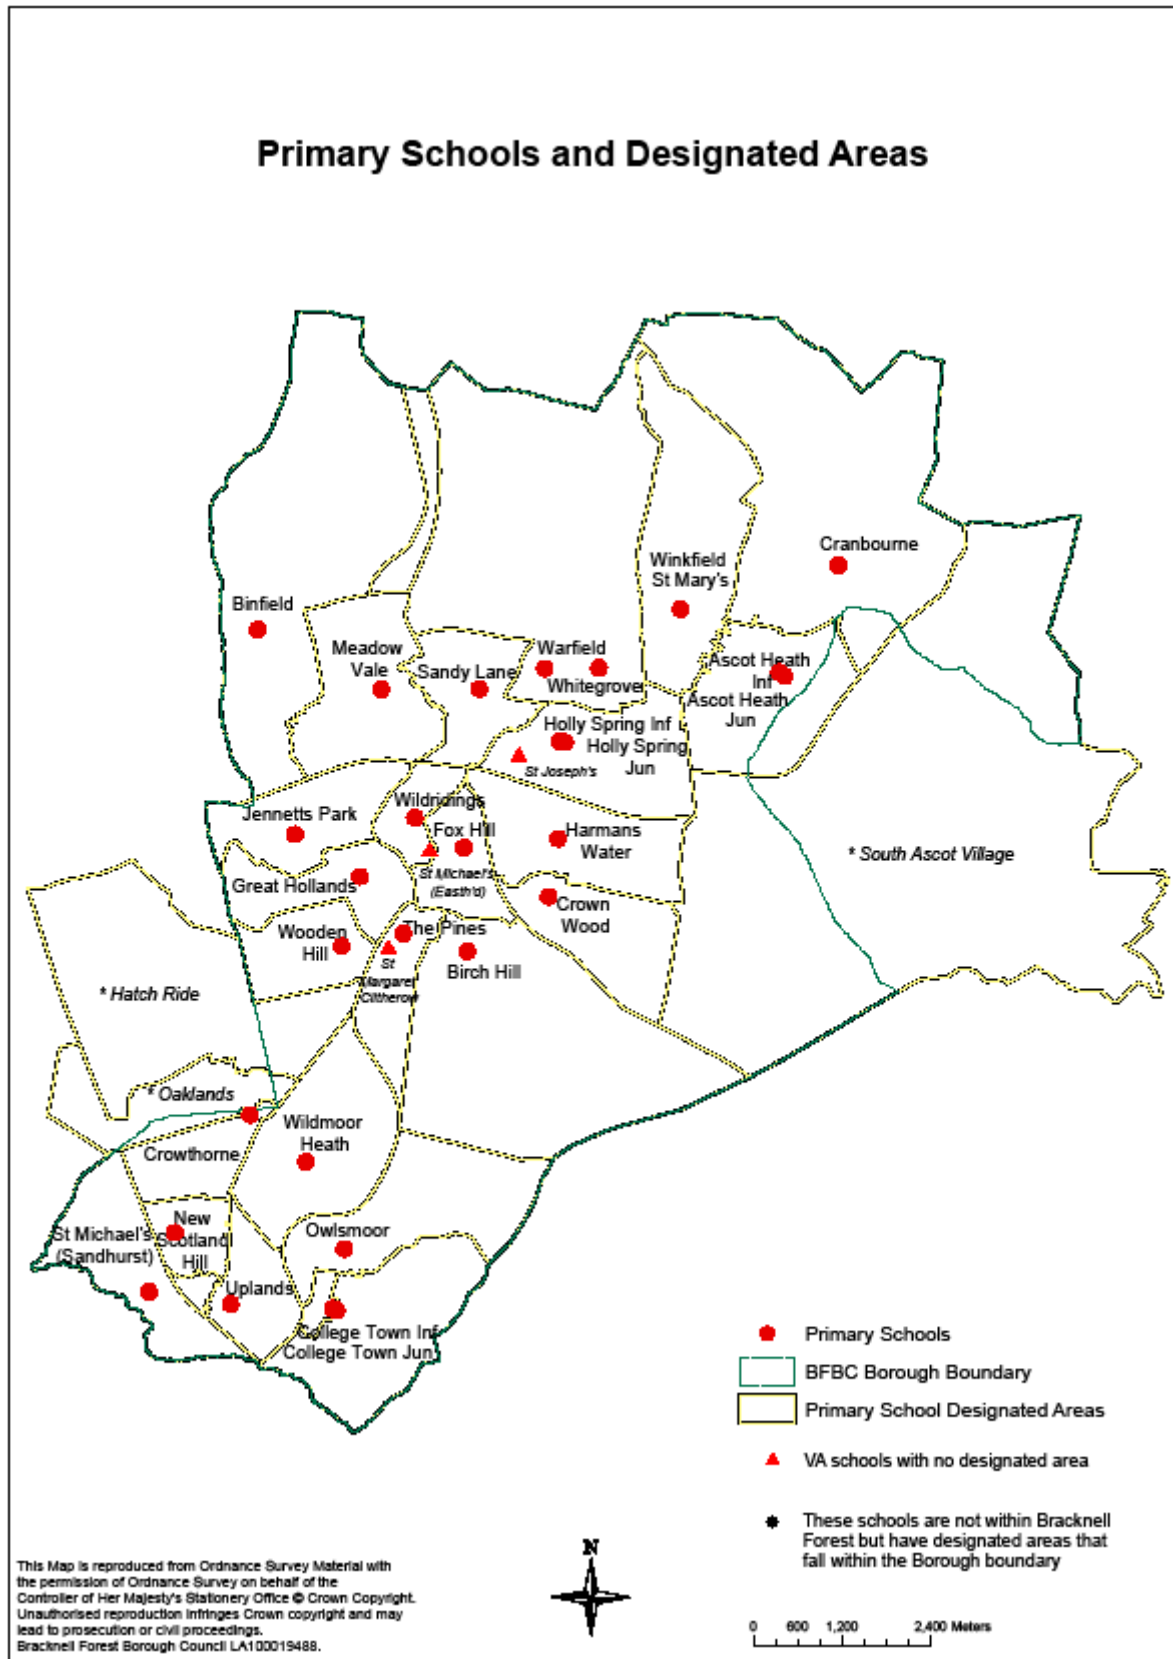 Primary Schools and Designated Areas
Cranbourne
Winkfield
St Mary's
Binfield
Meadow
Vale
Sandy Lane
Warfield
Whitegrove
Ascot Heath
Inf
Ascot Heath
Jun
Holly Spring Inf
Holly Spring
Jun
St Joseph's
Jennetts Park
Wildridings
Fox Hill
Harmans
Water
* South Ascot Village
St Michael's
(Easth'd)
Great Hollands
Crown
Wood
Wooden
Hill
The Pines
St
Margaret
Clitherow
Birch Hill
* Hatch Ride
* Oaklands
Wildmoor
Heath
Crowthorne
New
Scotland
Hill
St Michael's
(Sandhurst)
Owlsmoor
Uplands
College Town Inf
College Town Jun
Primary Schools
BFBC Borough Boundary
Primary School Designated Areas
VA schools with no designated area
These schools are not within Bracknell
Forest but have designated areas that
fall within the Borough boundary
N
This Map is reproduced from Ordnance Survey Material with
the permission of Ordnance Survey on behalf of the
Controller of Her Majesty's Stationery Office © Crown Copyright.
Unauthorised reproduction infringes Crown copyright and may
lead to prosecution or civil proceedings.
Bracknell Forest Borough Council LA100019488.
0 600 1,200 2,400 Meters